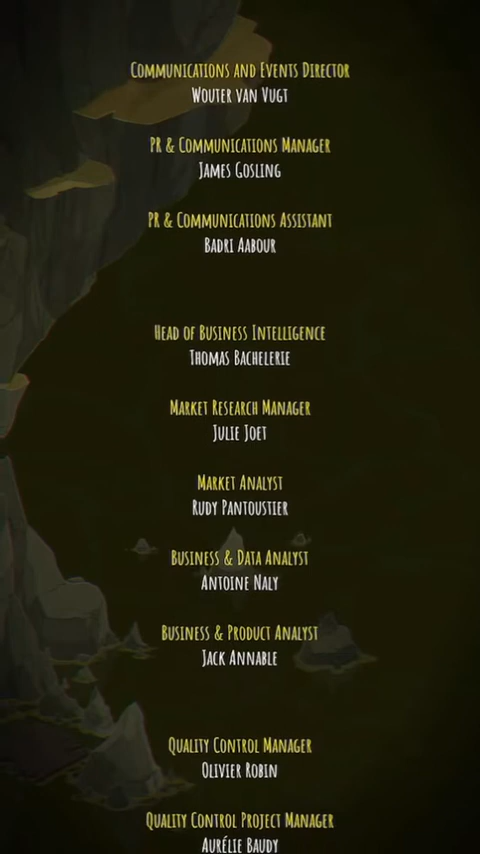 Communications and Events Director
Wouter van Vugt
PR & Communications Manager
James Gosling
PR & Communications Assistant
Badri Aabour
Head of Business Intelligence
Thomas Bachelerie
Market Research Manager
Julie Joet
Market Analyst
Rudy Pantoustier
Business & Data Analyst
Antoine Naly
Business & Product Analyst
Jack Annable
Quality Control Manager
Olivier Robin
Quality Control Project Manager
Aurélie Baudy